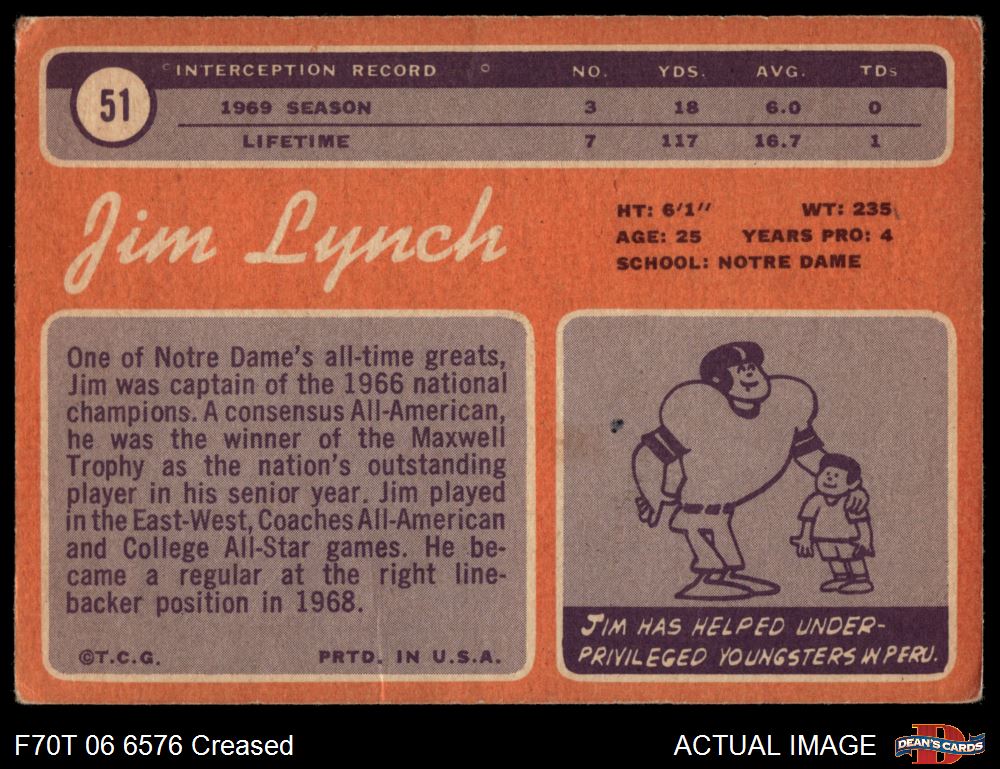 51
INTERCEPTION RECORD NO. YDS. AVG. TDs
1969 SEASON 3 18 6.0 0
LIFETIME 7 117 16.7 1
Jim Lynch
HT: 6'1" WT: 235
AGE: 25 YEARS PRO: 4
SCHOOL: NOTRE DAME
One of Notre Dame's all-time greats,
Jim was captain of the 1966 national
champions. A consensus All-American,
he was the winner of the Maxwell
Trophy as the nation's outstanding
player in his senior year. Jim played
in the East-West, Coaches All-American
and College All-Star games. He be-
came a regular at the right line-
backer position in 1968.
©T.C.G. PRTD. IN U.S.A.
JIM HAS HELPED UNDER-
PRIVILEGED YOUNGSTERS IN PERU.
F70T 06 6576 Creased
ACTUAL IMAGE
DEAN'S CARDS